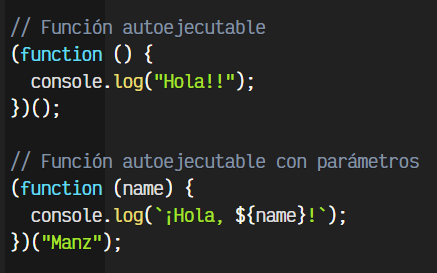 // Función autoejecutable
(function () {
  console.log("Hola!!");
})();

// Función autoejecutable con parámetros
(function (name) {
  console.log(`¡Hola, ${name}!`);
})("Manz");